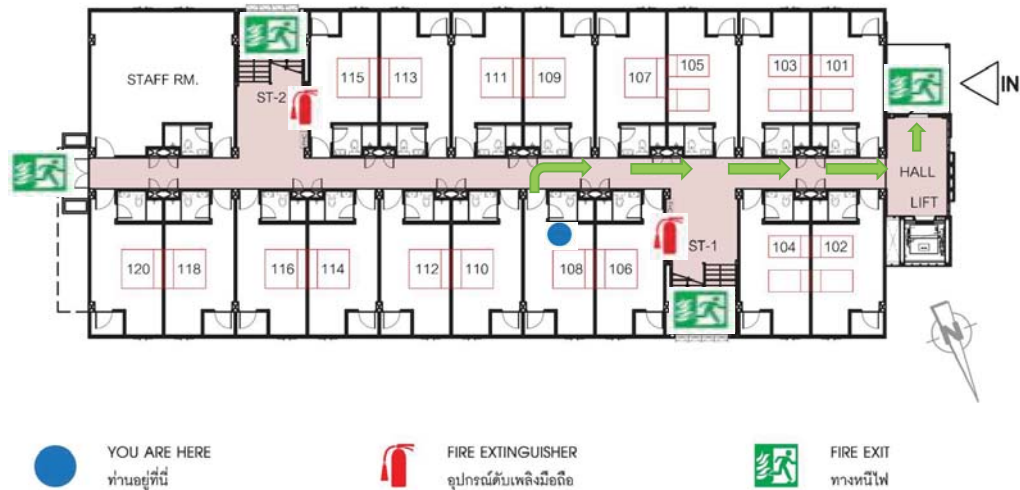 STAFF RM.
ST-2
115
113
111
109
107
105
103
101
IN
HALL
LIFT
120
118
116
114
112
110
108
106
ST-1
104
102
N
YOU ARE HERE
ท่านอยู่ที่นี่
FIRE EXTINGUISHER
อุปกรณ์ดับเพลิงมือถือ
FIRE EXIT
ทางหนีไฟ